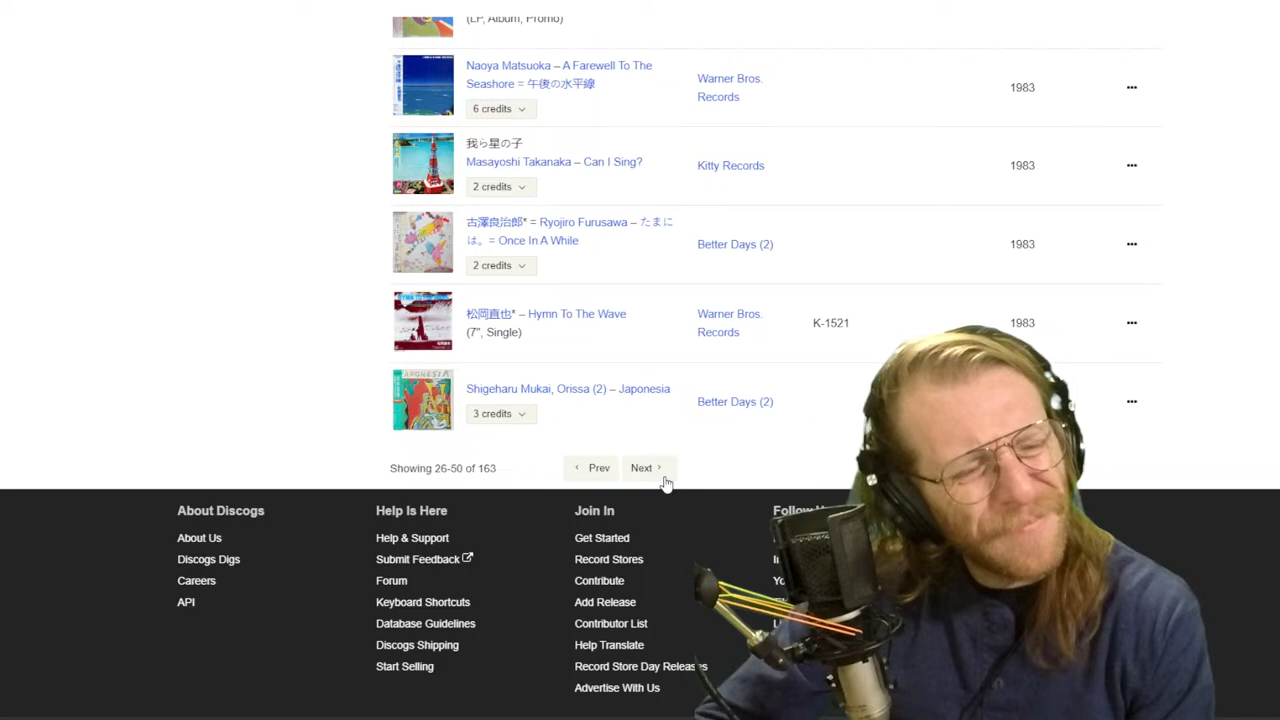 (LP, Album, Promo)
Naoya Matsuoka – A Farewell To The
Seashore = 午後の水平線
6 credits
Warner Bros.
Records
1983
我ら星の子
Masayoshi Takanaka – Can I Sing?
2 credits
Kitty Records
1983
古澤良治郎* = Ryojiro Furusawa – たまに
は。= Once In A While
2 credits
Better Days (2)
1983
松岡直也* – Hymn To The Wave
(7", Single)
Warner Bros.
Records
K-1521
1983
Shigeharu Mukai, Orissa (2) – Japonesia
3 credits
Better Days (2)
Showing 26-50 of 163
Prev
Next
About Discogs
About Us
Discogs Digs
Careers
API
Help Is Here
Help & Support
Submit Feedback
Forum
Keyboard Shortcuts
Database Guidelines
Discogs Shipping
Start Selling
Join In
Get Started
Record Stores
Contribute
Add Release
Contributor List
Help Translate
Record Store Day Releases
Advertise With Us